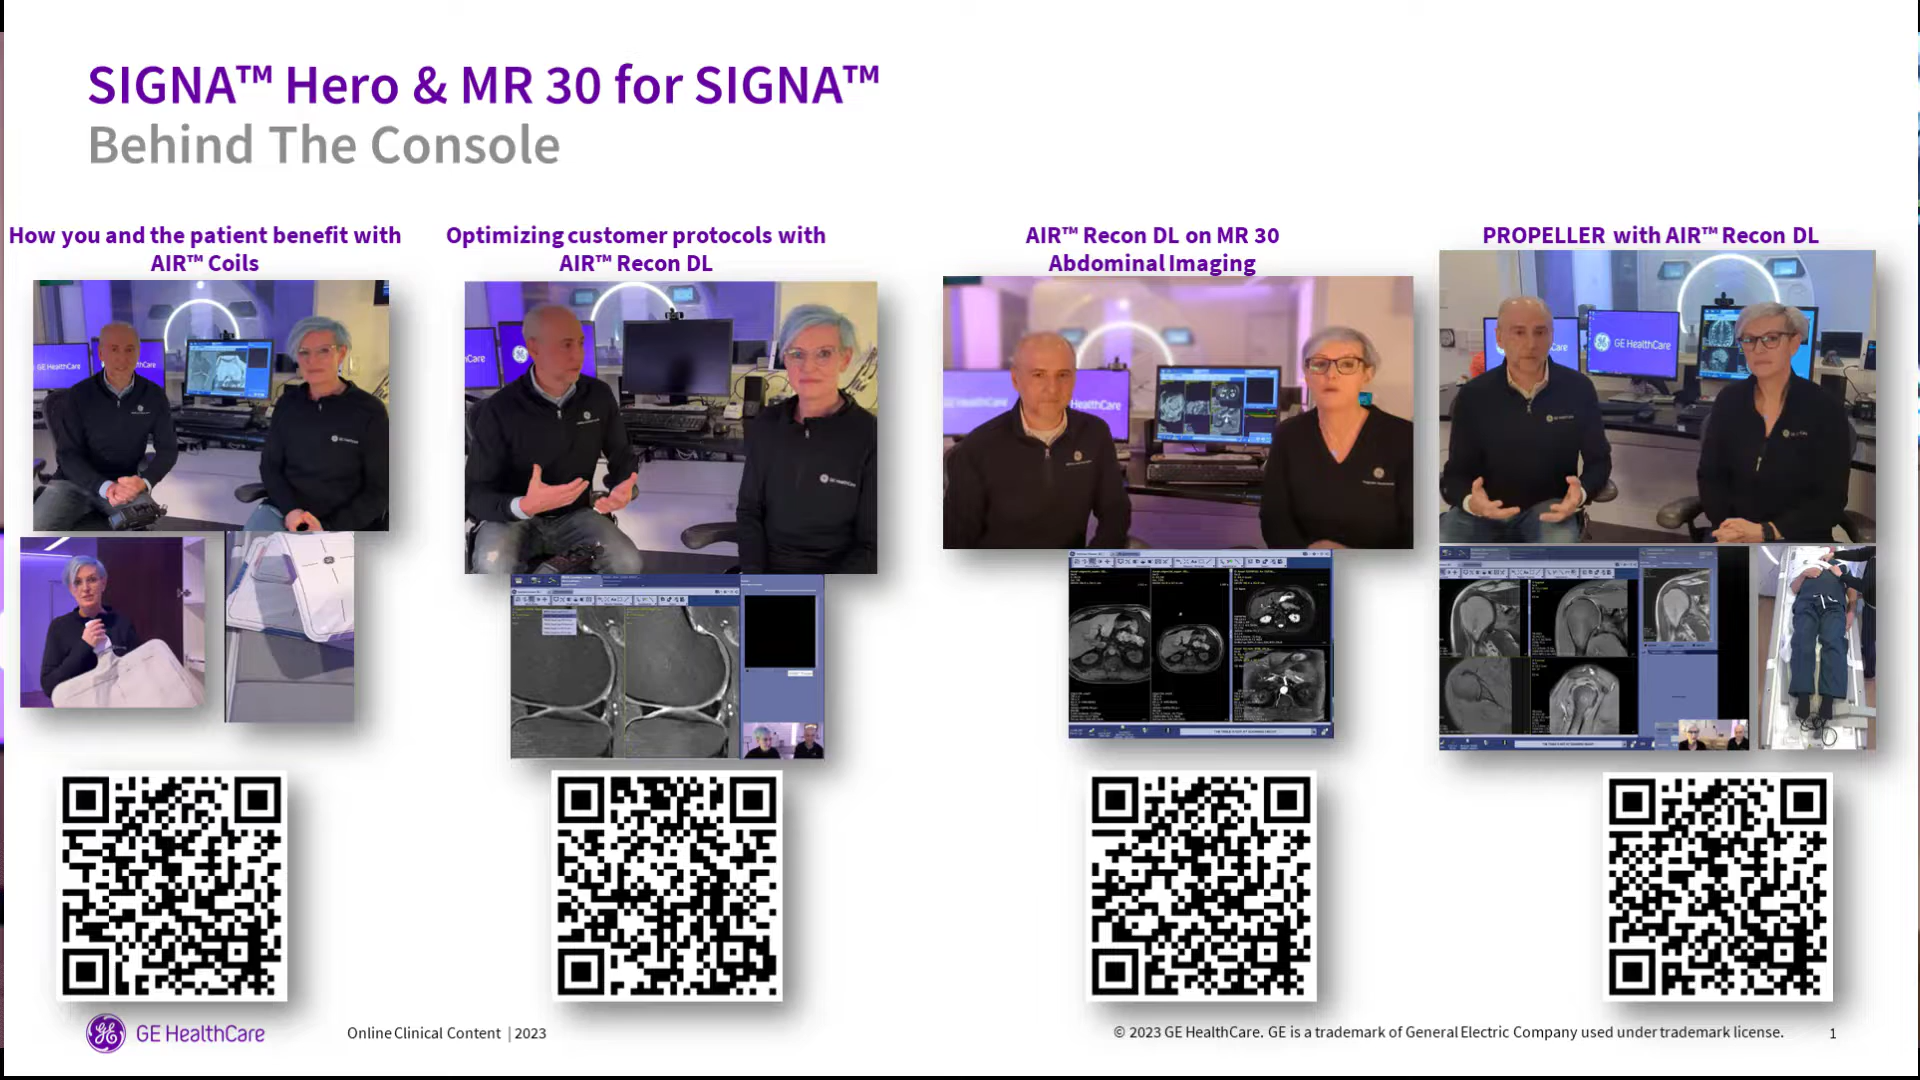 SIGNA™ Hero & MR 30 for SIGNA™
Behind The Console
How you and the patient benefit with
AIR™ Coils
Optimizing customer protocols with
AIR™ Recon DL
AIR™ Recon DL on MR 30
Abdominal Imaging
PROPELLER with AIR™ Recon DL
GE HealthCare
GE HealthCare
Online Clinical Content | 2023
© 2023 GE HealthCare. GE is a trademark of General Electric Company used under trademark license.
1